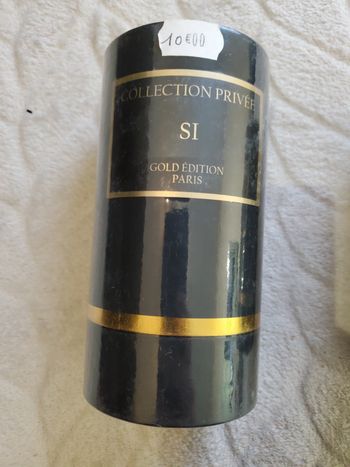 10€00
COLLECTION PRIVÉE
SI
GOLD ÉDITION
PARIS